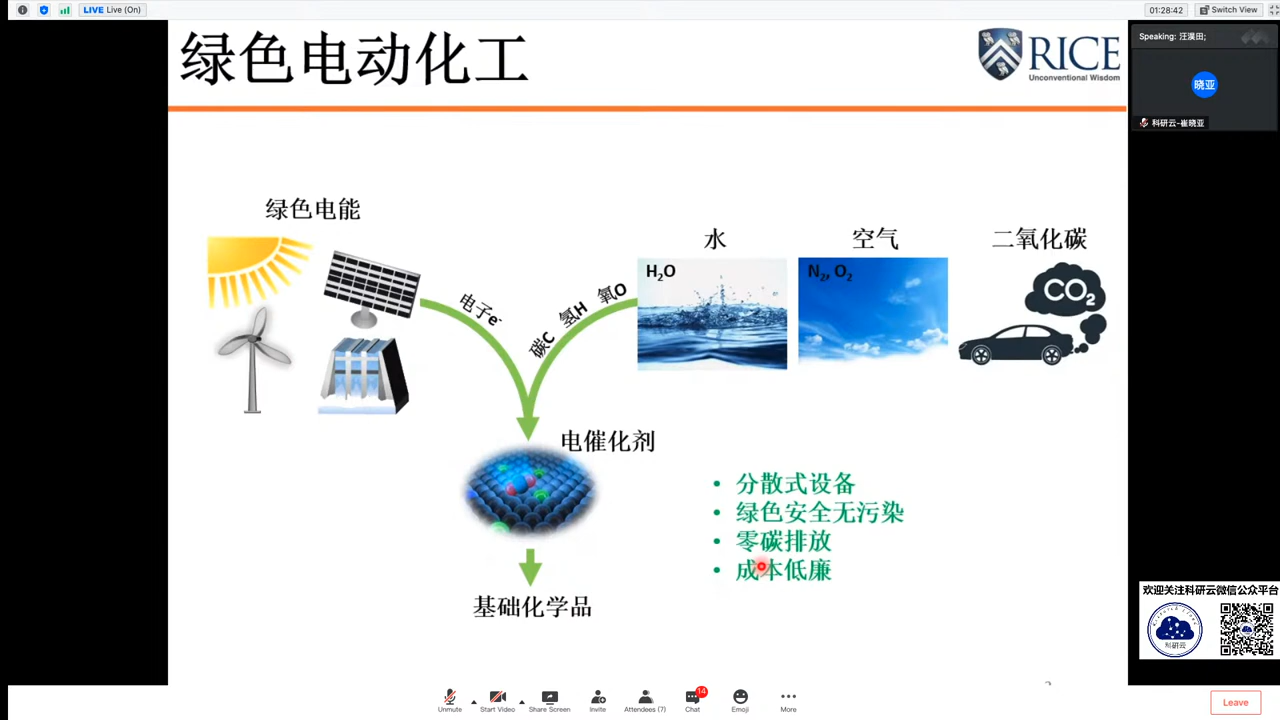 LIVE Live (On)
01:28:42
Switch View
绿色电动化工
RICE
Unconventional Wisdom
Speaking: 汪淏田;
晓亚
科研云-崔晓亚
绿色电能
水
空气
二氧化碳
H₂O
N₂, O₂
CO₂
电子e⁻
碳C 氢H 氧O
电催化剂
• 分散式设备
• 绿色安全无污染
• 零碳排放
• 成本低廉
基础化学品
欢迎关注科研云微信公众平台
科研云
Unmute
Start Video
Share Screen
Invite
Attendees (7)
14
Chat
Emoji
More
Leave